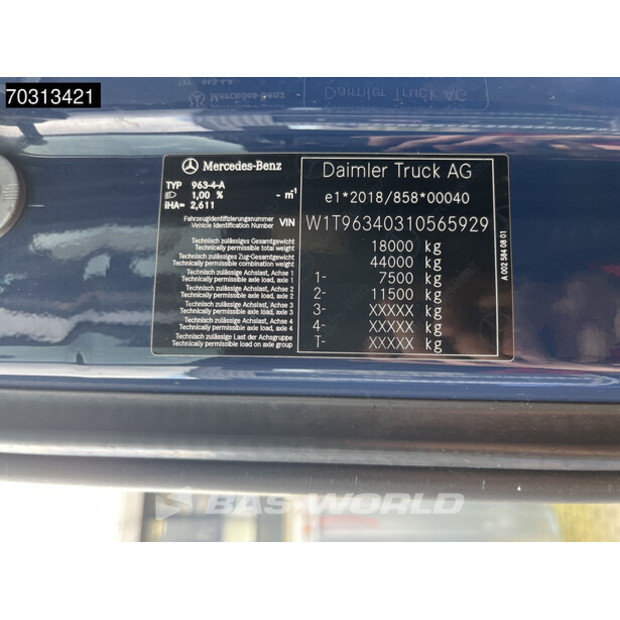 70313421
Mercedes-Benz
Daimler Truck AG
TYP 963-4-A
1,00 % - m¹
IHA= 2,611
e1*2018/858*00040
Fahrzeugidentifizierungsnummer
Vehicle Identification Number VIN
W1T96340310565929
Technisch zulässiges Gesamtgewicht
Technically permissible total weight
18000 kg
Technisch zulässiges Zug-Gesamtgewicht
Technically permissible combination weight
44000 kg
Technisch zulässige Achslast, Achse 1
Technically permissible axle load, axle 1
1- 7500 kg
Technisch zulässige Achslast, Achse 2
Technically permissible axle load, axle 2
2- 11500 kg
Technisch zulässige Achslast, Achse 3
Technically permissible axle load, axle 3
3- XXXXX kg
Technisch zulässige Achslast, Achse 4
Technically permissible axle load, axle 4
4- XXXXX kg
Technisch zulässige Last der Achsgruppe
Technically permissible load on axle group
T- XXXXX kg
A 002 584 08 01
BAS WORLD